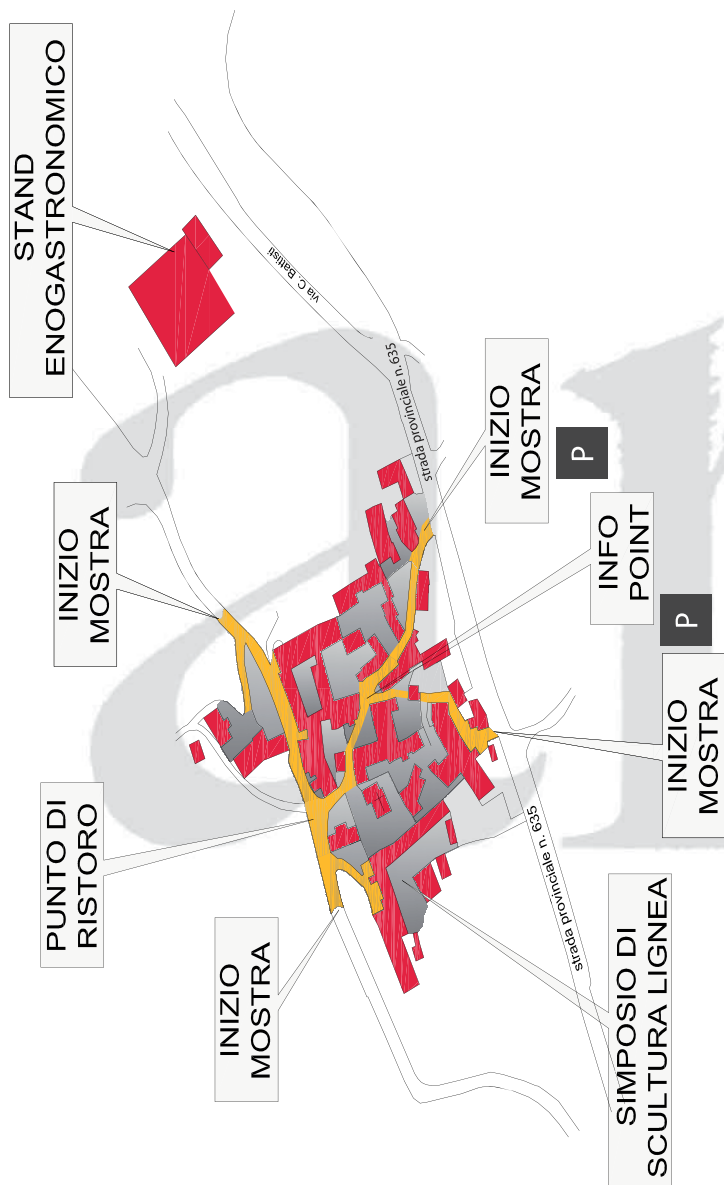 STAND
ENOGASTRONOMICO
PUNTO DI
RISTORO
INIZIO
MOSTRA
INIZIO
MOSTRA
via C. Battisti
strada provinciale n. 635
INIZIO
MOSTRA
P
strada provinciale n. 635
INFO
POINT
P
SIMPOSIO DI
SCULTURA LIGNEA
INIZIO
MOSTRA